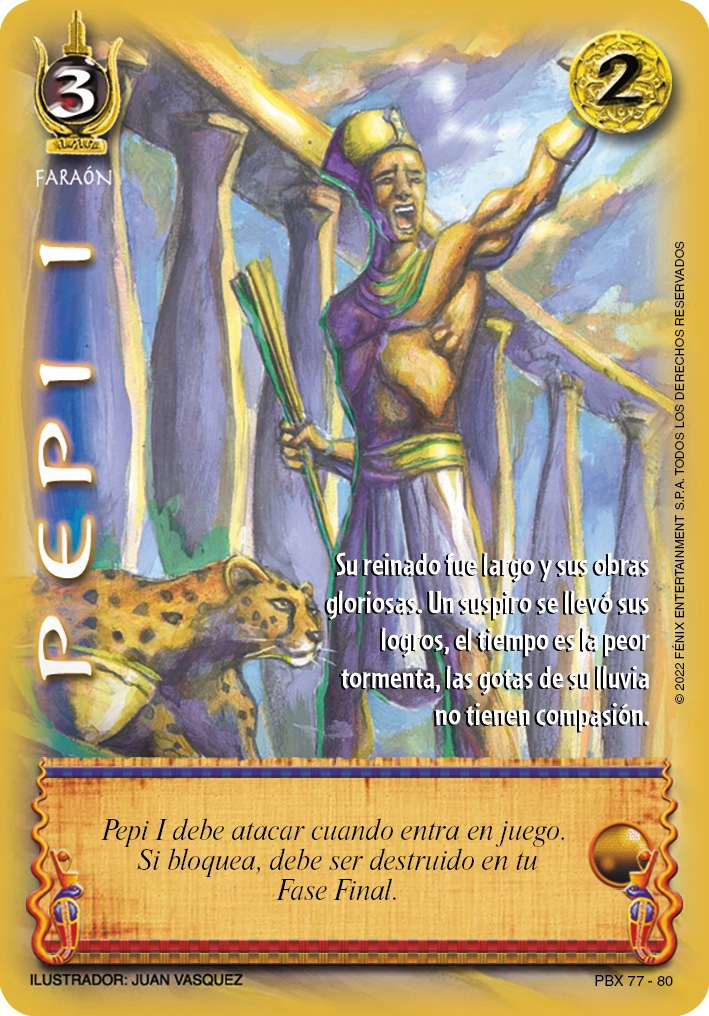 3
2
FARAÓN
PEPI I
Su reinado fue largo y sus obras
gloriosas. Un suspiro se llevó sus
logros, el tiempo es la peor
tormenta, las gotas de su lluvia
no tienen compasión.
© 2022 FÉNIX ENTERTAINMENT S.P.A. TODOS LOS DERECHOS RESERVADOS
Pepi I debe atacar cuando entra en juego.
Si bloquea, debe ser destruido en tu
Fase Final.
ILUSTRADOR: JUAN VASQUEZ
PBX 77 - 80